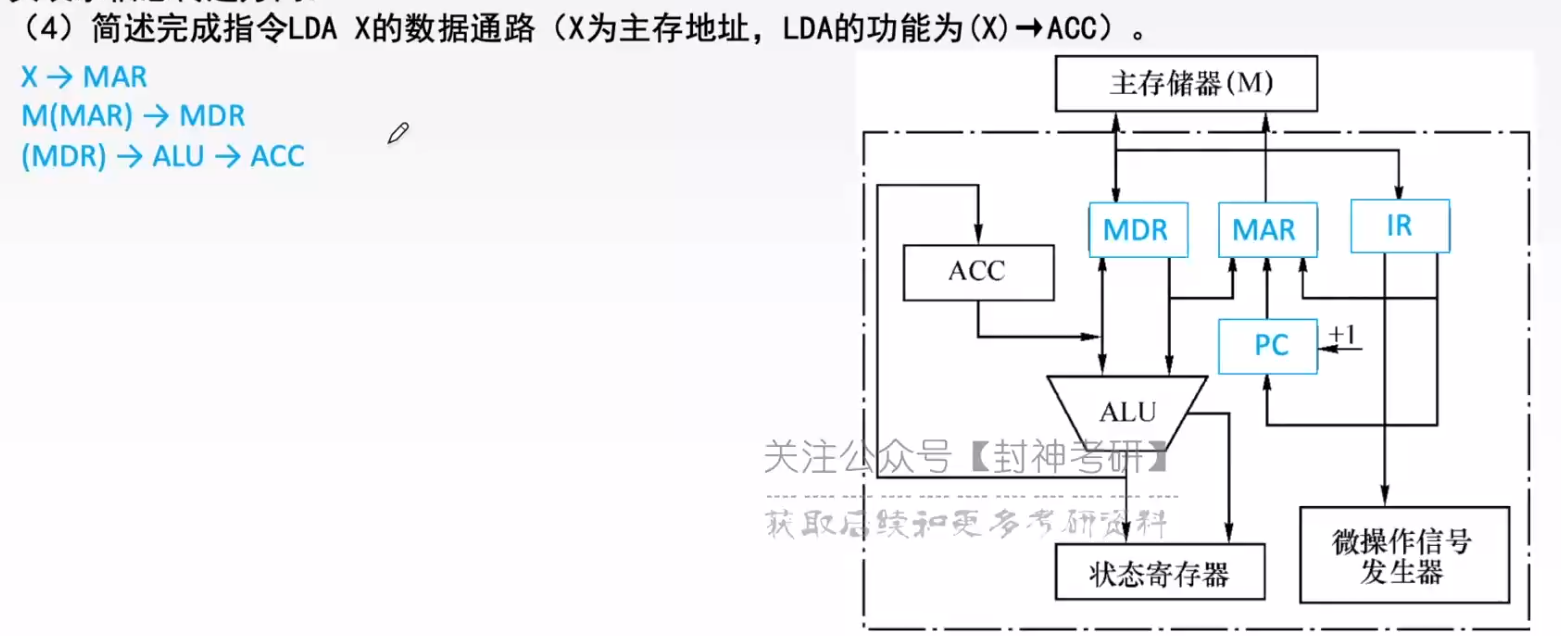 （4）简述完成指令LDA X的数据通路（X为主存地址，LDA的功能为(X)→ACC）。
X → MAR
M(MAR) → MDR
(MDR) → ALU → ACC
主存储器(M)
MDR
MAR
IR
ACC
PC
+1
ALU
关注公众号【封神考研】
获取后续和更多考研资料
状态寄存器
微操作信号
发生器